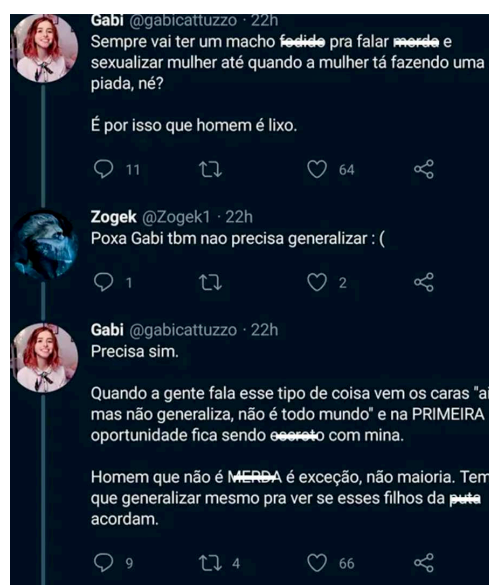 Gabi @gabicattuzzo · 22h
Sempre vai ter um macho fodido pra falar merda e
sexualizar mulher até quando a mulher tá fazendo uma
piada, né?
É por isso que homem é lixo.
11 64
Zogek @Zogek1 · 22h
Poxa Gabi tbm nao precisa generalizar : (
1 2
Gabi @gabicattuzzo · 22h
Precisa sim.
Quando a gente fala esse tipo de coisa vem os caras "ai
mas não generaliza, não é todo mundo" e na PRIMEIRA
oportunidade fica sendo escroto com mina.
Homem que não é MERDA é exceção, não maioria. Tem
que generalizar mesmo pra ver se esses filhos da puta
acordam.
9 4 66